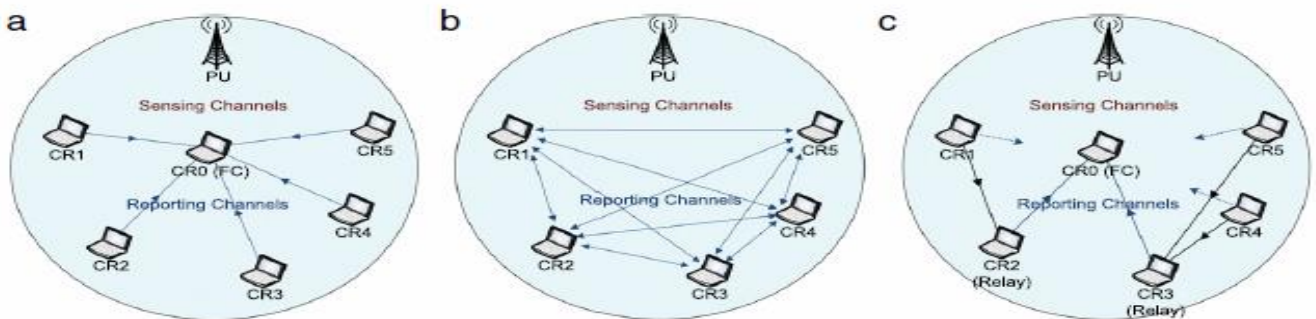 a
PU
Sensing Channels
CR1
CR5
CR0 (FC)
Reporting Channels
CR4
CR2
CR3
b
PU
Sensing Channels
CR1
CR5
Reporting Channels
CR4
CR2
CR3
c
PU
Sensing Channels
CR1
CR5
CR0 (FC)
Reporting Channels
CR4
CR2
(Relay)
CR3
(Relay)